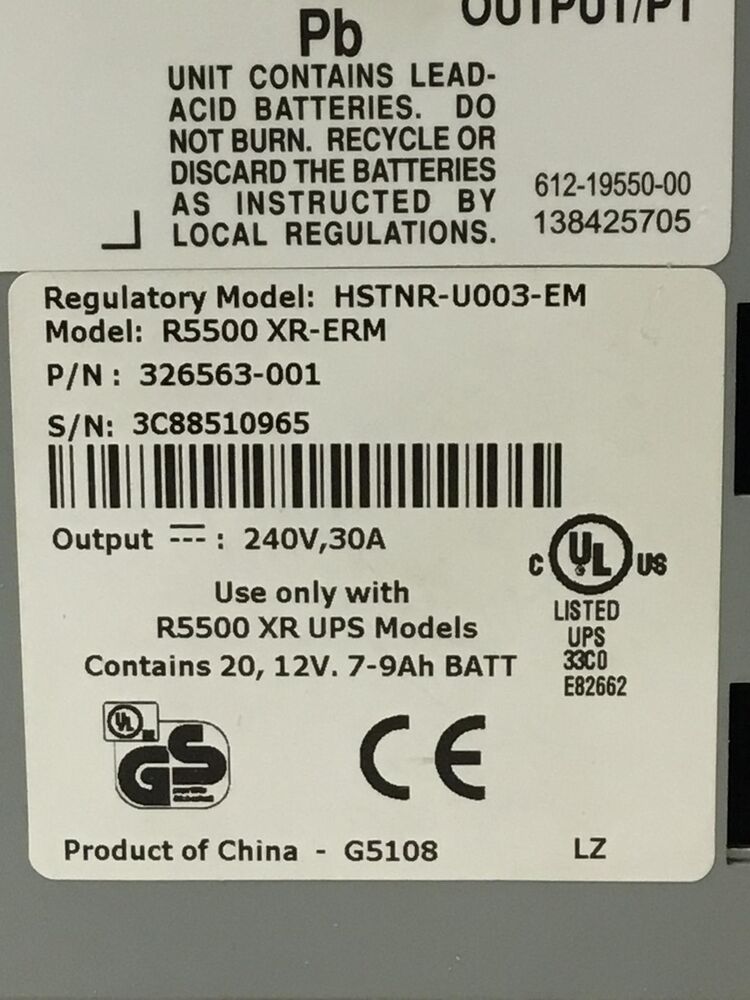 OUTPUT/PT
Pb
UNIT CONTAINS LEAD-
ACID BATTERIES. DO
NOT BURN. RECYCLE OR
DISCARD THE BATTERIES
AS INSTRUCTED BY
LOCAL REGULATIONS.
612-19550-00
138425705
Regulatory Model: HSTNR-U003-EM
Model: R5500 XR-ERM
P/N : 326563-001
S/N: 3C88510965
Output ⎓ : 240V,30A
Use only with
R5500 XR UPS Models
Contains 20, 12V. 7-9Ah BATT
C UL US
LISTED
UPS
33C0
E82662
UL
GS
CE
Product of China - G5108
LZ